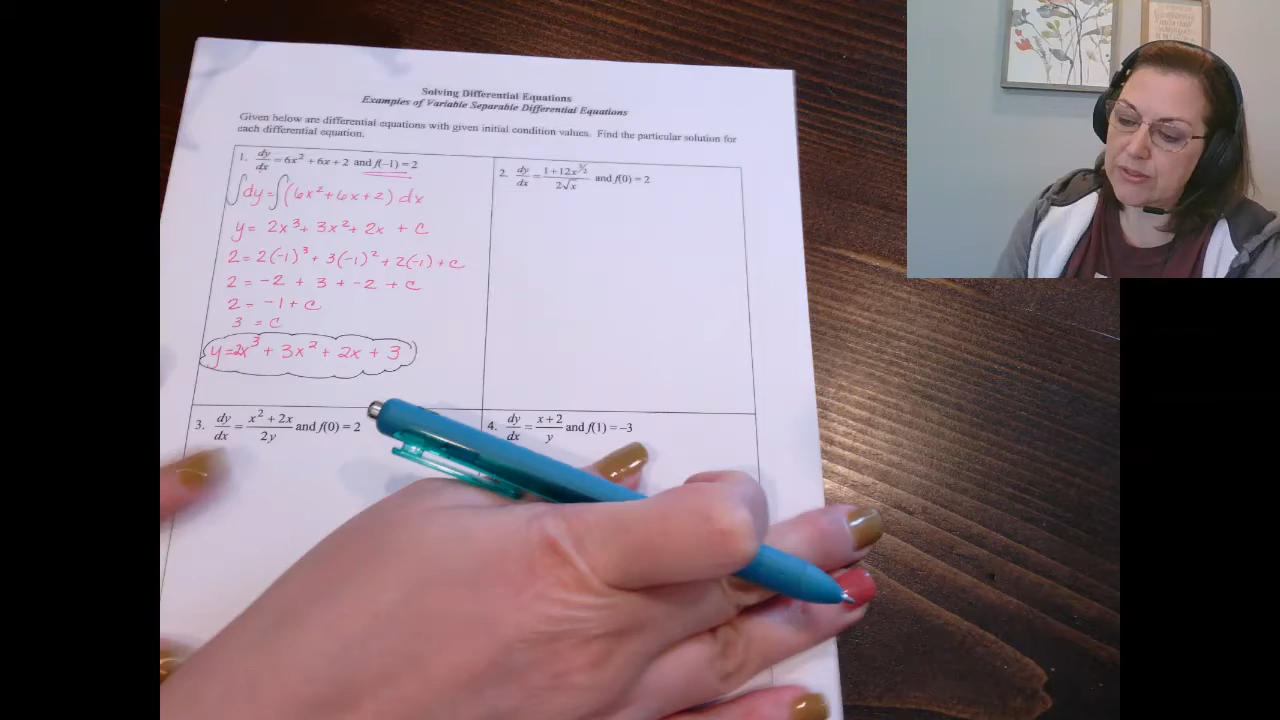 Solving Differential Equations
Examples of Variable Separable Differential Equations
Given below are differential equations with given initial condition values. Find the particular solution for
each differential equation.
1. dy/dx = 6x² + 6x + 2 and f(−1) = 2
∫dy = ∫(6x² + 6x + 2) dx
y = 2x³ + 3x² + 2x + C
2 = 2(-1)³ + 3(-1)² + 2(-1) + C
2 = -2 + 3 + -2 + C
2 = -1 + C
3 = C
y = 2x³ + 3x² + 2x + 3
2. dy/dx = (1 + 12x^(3/2))/(2√x) and f(0) = 2
3. dy/dx = (x² + 2x)/(2y) and f(0) = 2
4. dy/dx = (x + 2)/y and f(1) = −3